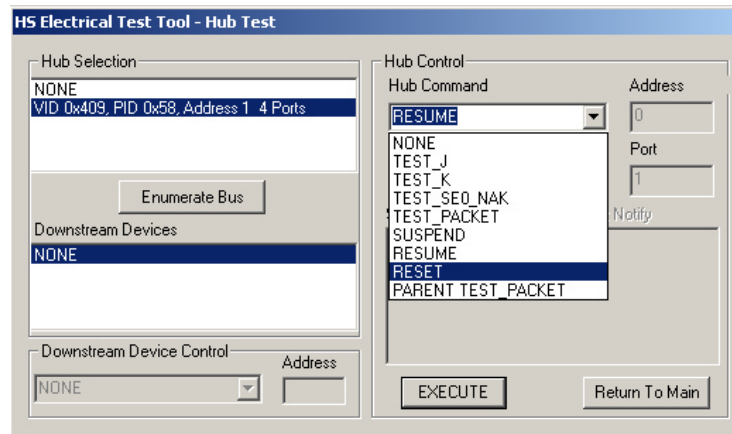 HS Electrical Test Tool - Hub Test
Hub Selection
NONE
VID 0x409, PID 0x58, Address 1 4 Ports
Enumerate Bus
Downstream Devices
NONE
Downstream Device Control
Address
NONE
Hub Control
Hub Command
Address
RESUME
0
NONE
TEST_J
TEST_K
TEST_SE0_NAK
TEST_PACKET
SUSPEND
RESUME
RESET
PARENT TEST_PACKET
Port
1
Notify
EXECUTE
Return To Main